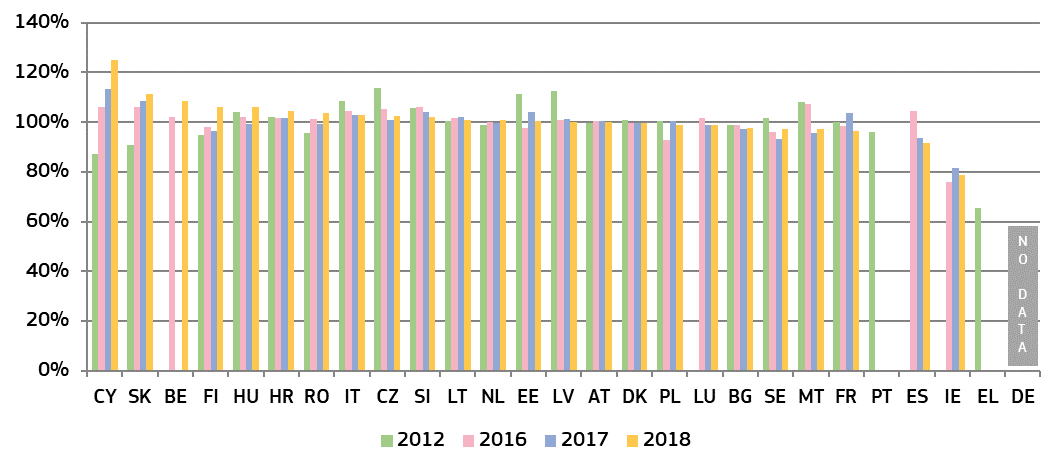 140%
120%
100%
80%
60%
40%
20%
0%
NO DATA
CY SK BE FI HU HR RO IT CZ SI LT NL EE LV AT DK PL LU BG SE MT FR PT ES IE EL DE
2012 2016 2017 2018